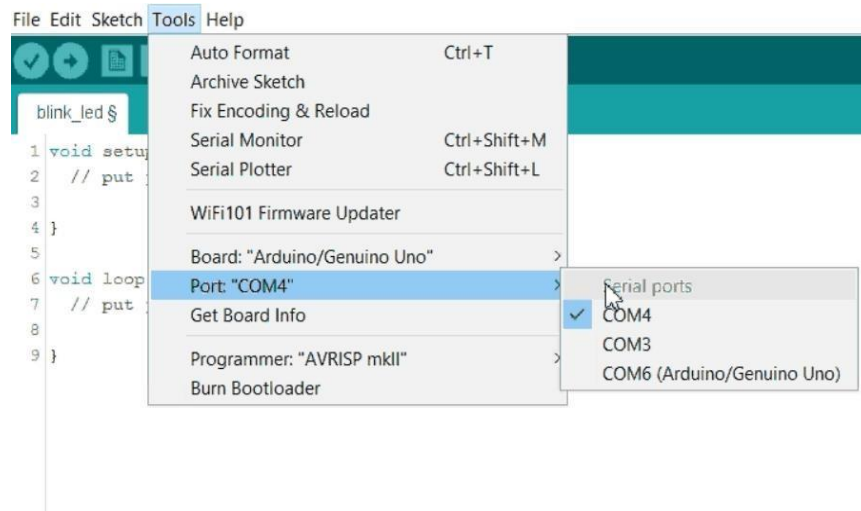 File Edit Sketch Tools Help
blink_led §
Auto Format Ctrl+T
Archive Sketch
Fix Encoding & Reload
Serial Monitor Ctrl+Shift+M
Serial Plotter Ctrl+Shift+L
WiFi101 Firmware Updater
Board: "Arduino/Genuino Uno"
Port: "COM4"
Get Board Info
Programmer: "AVRISP mkII"
Burn Bootloader
Serial ports
COM4
COM3
COM6 (Arduino/Genuino Uno)
1 void setup
2 // put
3
4 }
5
6 void loop
7 // put
8
9 }